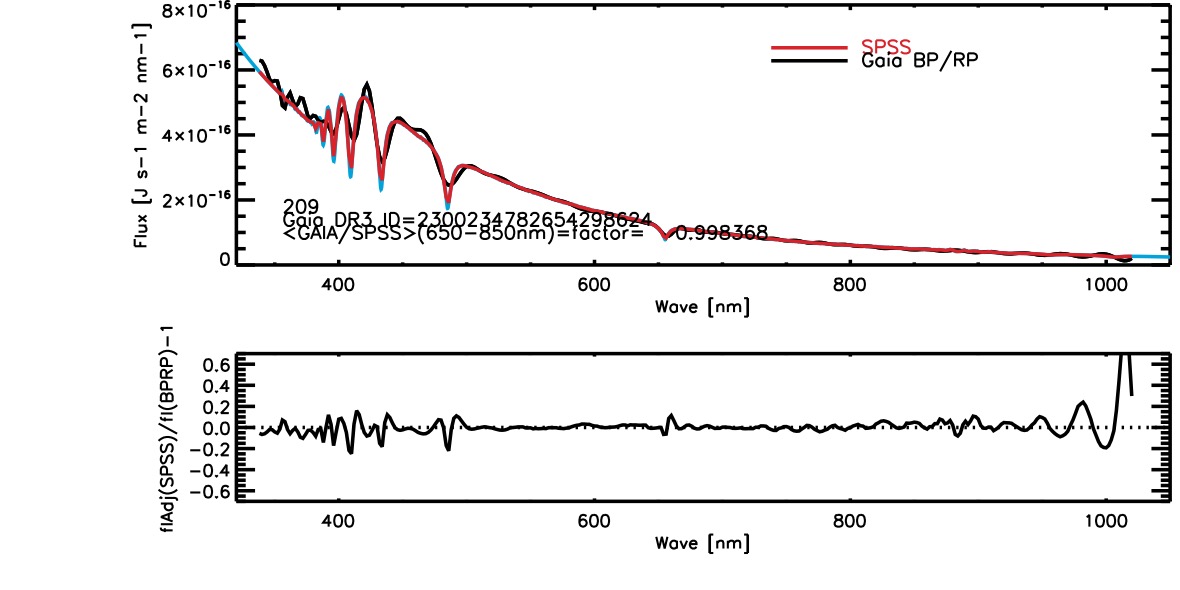 8×10−16
6×10−16
4×10−16
2×10−16
0
Flux [J s−1 m−2 nm−1]
SPSS
Gaia BP/RP
209
Gaia DR3 ID=2300234782654298624
<GAIA/SPSS>(650−850nm)=factor= 0.998368
400 600 800 1000
Wave [nm]
flAdj(SPSS)/fl(BPRP)−1
0.6
0.4
0.2
0.0
−0.2
−0.4
−0.6
400 600 800 1000
Wave [nm]